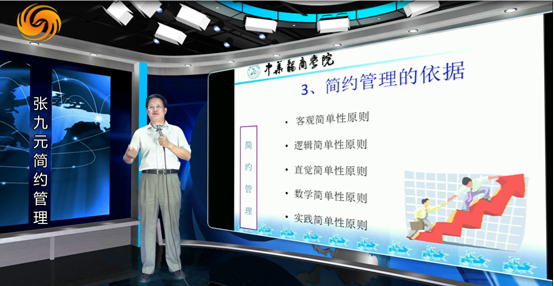 张九元简约管理
中华韬商学院
3、简约管理的依据
简约管理
• 客观简单性原则
• 逻辑简单性原则
• 直觉简单性原则
• 数学简单性原则
• 实践简单性原则